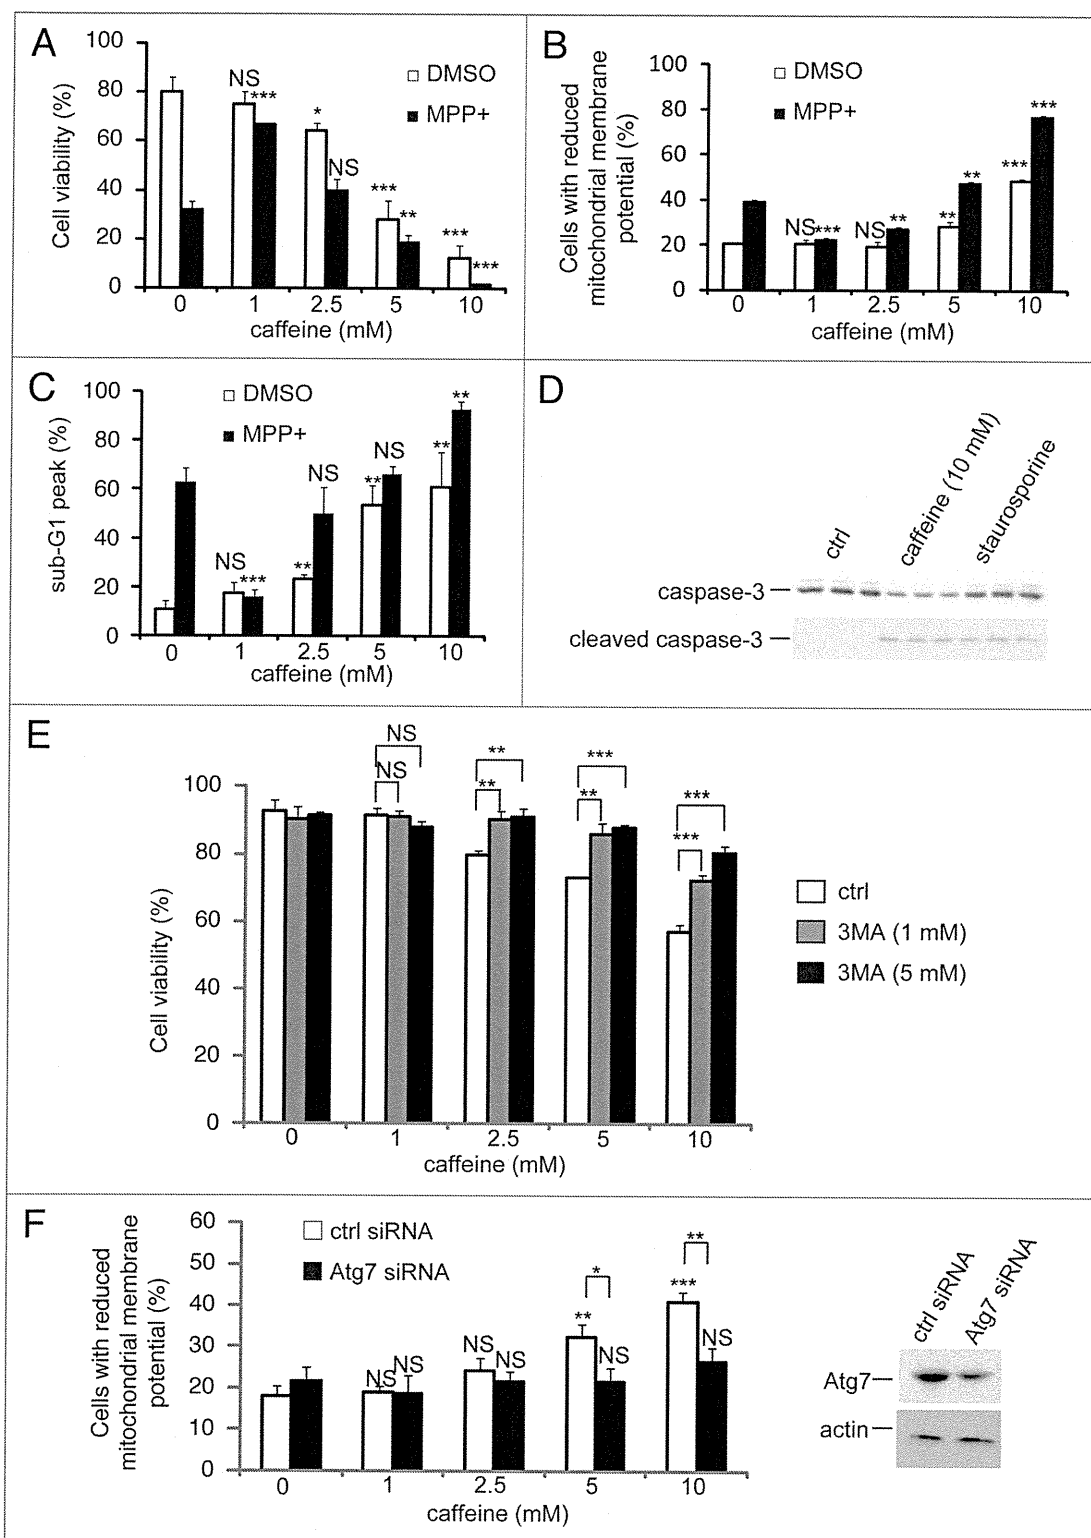 A
Cell viability (%)
100
80
60
40
20
0
DMSO
MPP+
NS
***
*
NS
***
**
***
***
0 1 2.5 5 10
caffeine (mM)
B
Cells with reduced
mitochondrial membrane
potential (%)
100
80
60
40
20
0
DMSO
MPP+
NS
***
NS
**
**
**
***
***
0 1 2.5 5 10
caffeine (mM)
C
sub-G1 peak (%)
100
80
60
40
20
0
DMSO
MPP+
NS
***
**
NS
**
NS
**
**
0 1 2.5 5 10
caffeine (mM)
D
ctrl
caffeine (10 mM)
staurosporine
caspase-3
cleaved caspase-3
E
Cell viability (%)
100
80
60
40
20
0
NS
NS
**
**
***
**
***
***
ctrl
3MA (1 mM)
3MA (5 mM)
0 1 2.5 5 10
caffeine (mM)
F
Cells with reduced
mitochondrial membrane
potential (%)
60
50
40
30
20
10
0
ctrl siRNA
Atg7 siRNA
NS
NS
NS
NS
*
**
NS
**
***
NS
0 1 2.5 5 10
caffeine (mM)
ctrl siRNA
Atg7 siRNA
Atg7
actin